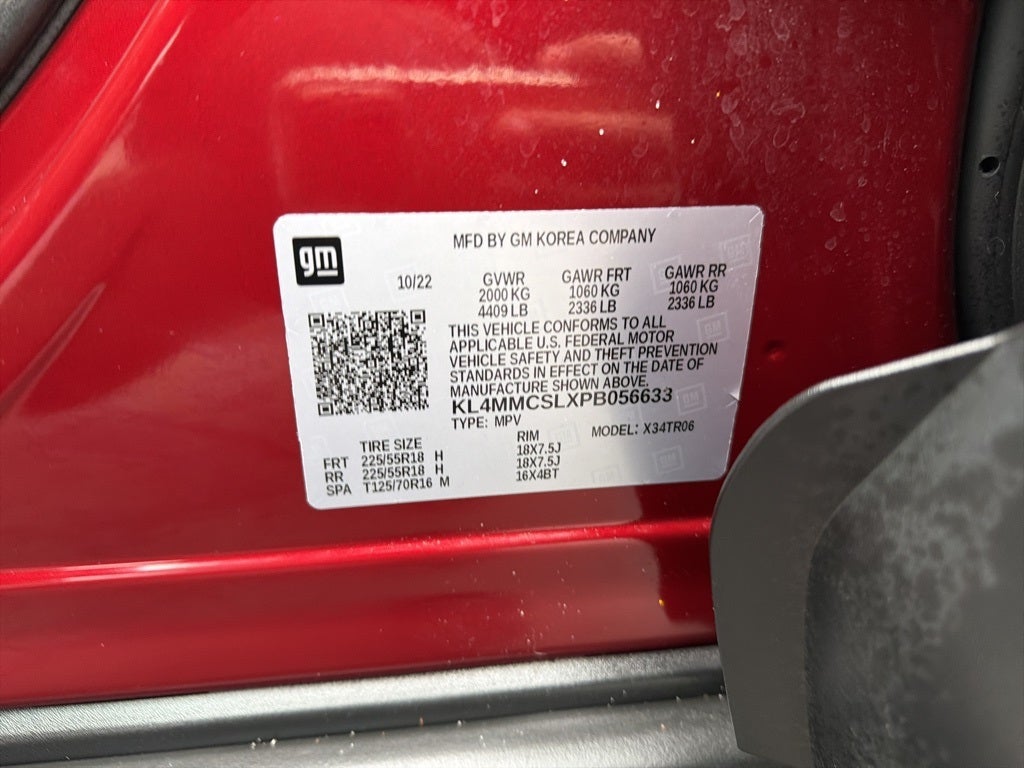 gm
MFD BY GM KOREA COMPANY
10/22 GVWR GAWR FRT GAWR RR
2000 KG 1060 KG 1060 KG
4409 LB 2336 LB 2336 LB
THIS VEHICLE CONFORMS TO ALL
APPLICABLE U.S. FEDERAL MOTOR
VEHICLE SAFETY AND THEFT PREVENTION
STANDARDS IN EFFECT ON THE DATE OF
MANUFACTURE SHOWN ABOVE.
KL4MMCSLXPB056633
TYPE: MPV MODEL: X34TR06
TIRE SIZE RIM
FRT 225/55R18 H 18X7.5J
RR 225/55R18 H 18X7.5J
SPA T125/70R16 M 16X4BT